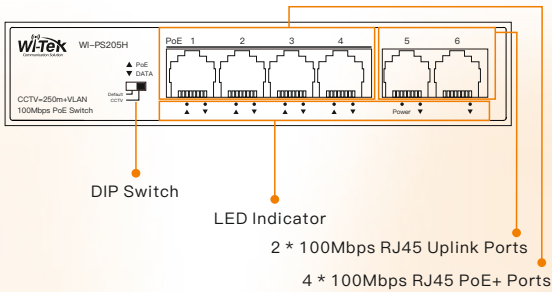 Wi-Tek
Communication Solution
WI-PS205H
▲ PoE
▼ DATA
Default
CCTV
CCTV=250m+VLAN
100Mbps PoE Switch
PoE 1 2 3 4 5 6
Power
DIP Switch
LED Indicator
2 * 100Mbps RJ45 Uplink Ports
4 * 100Mbps RJ45 PoE+ Ports